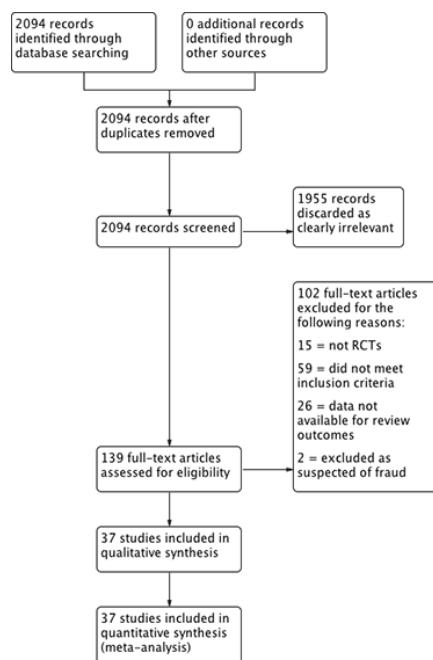 2094 records
identified through
database searching
0 additional records
identified through
other sources
2094 records after
duplicates removed
2094 records screened
1955 records
discarded as
clearly irrelevant
102 full-text articles
excluded for the
following reasons:
15 = not RCTs
59 = did not meet
inclusion criteria
26 = data not
available for review
outcomes
2 = excluded as
suspected of fraud
139 full-text articles
assessed for eligibility
37 studies included in
qualitative synthesis
37 studies included in
quantitative synthesis
(meta-analysis)